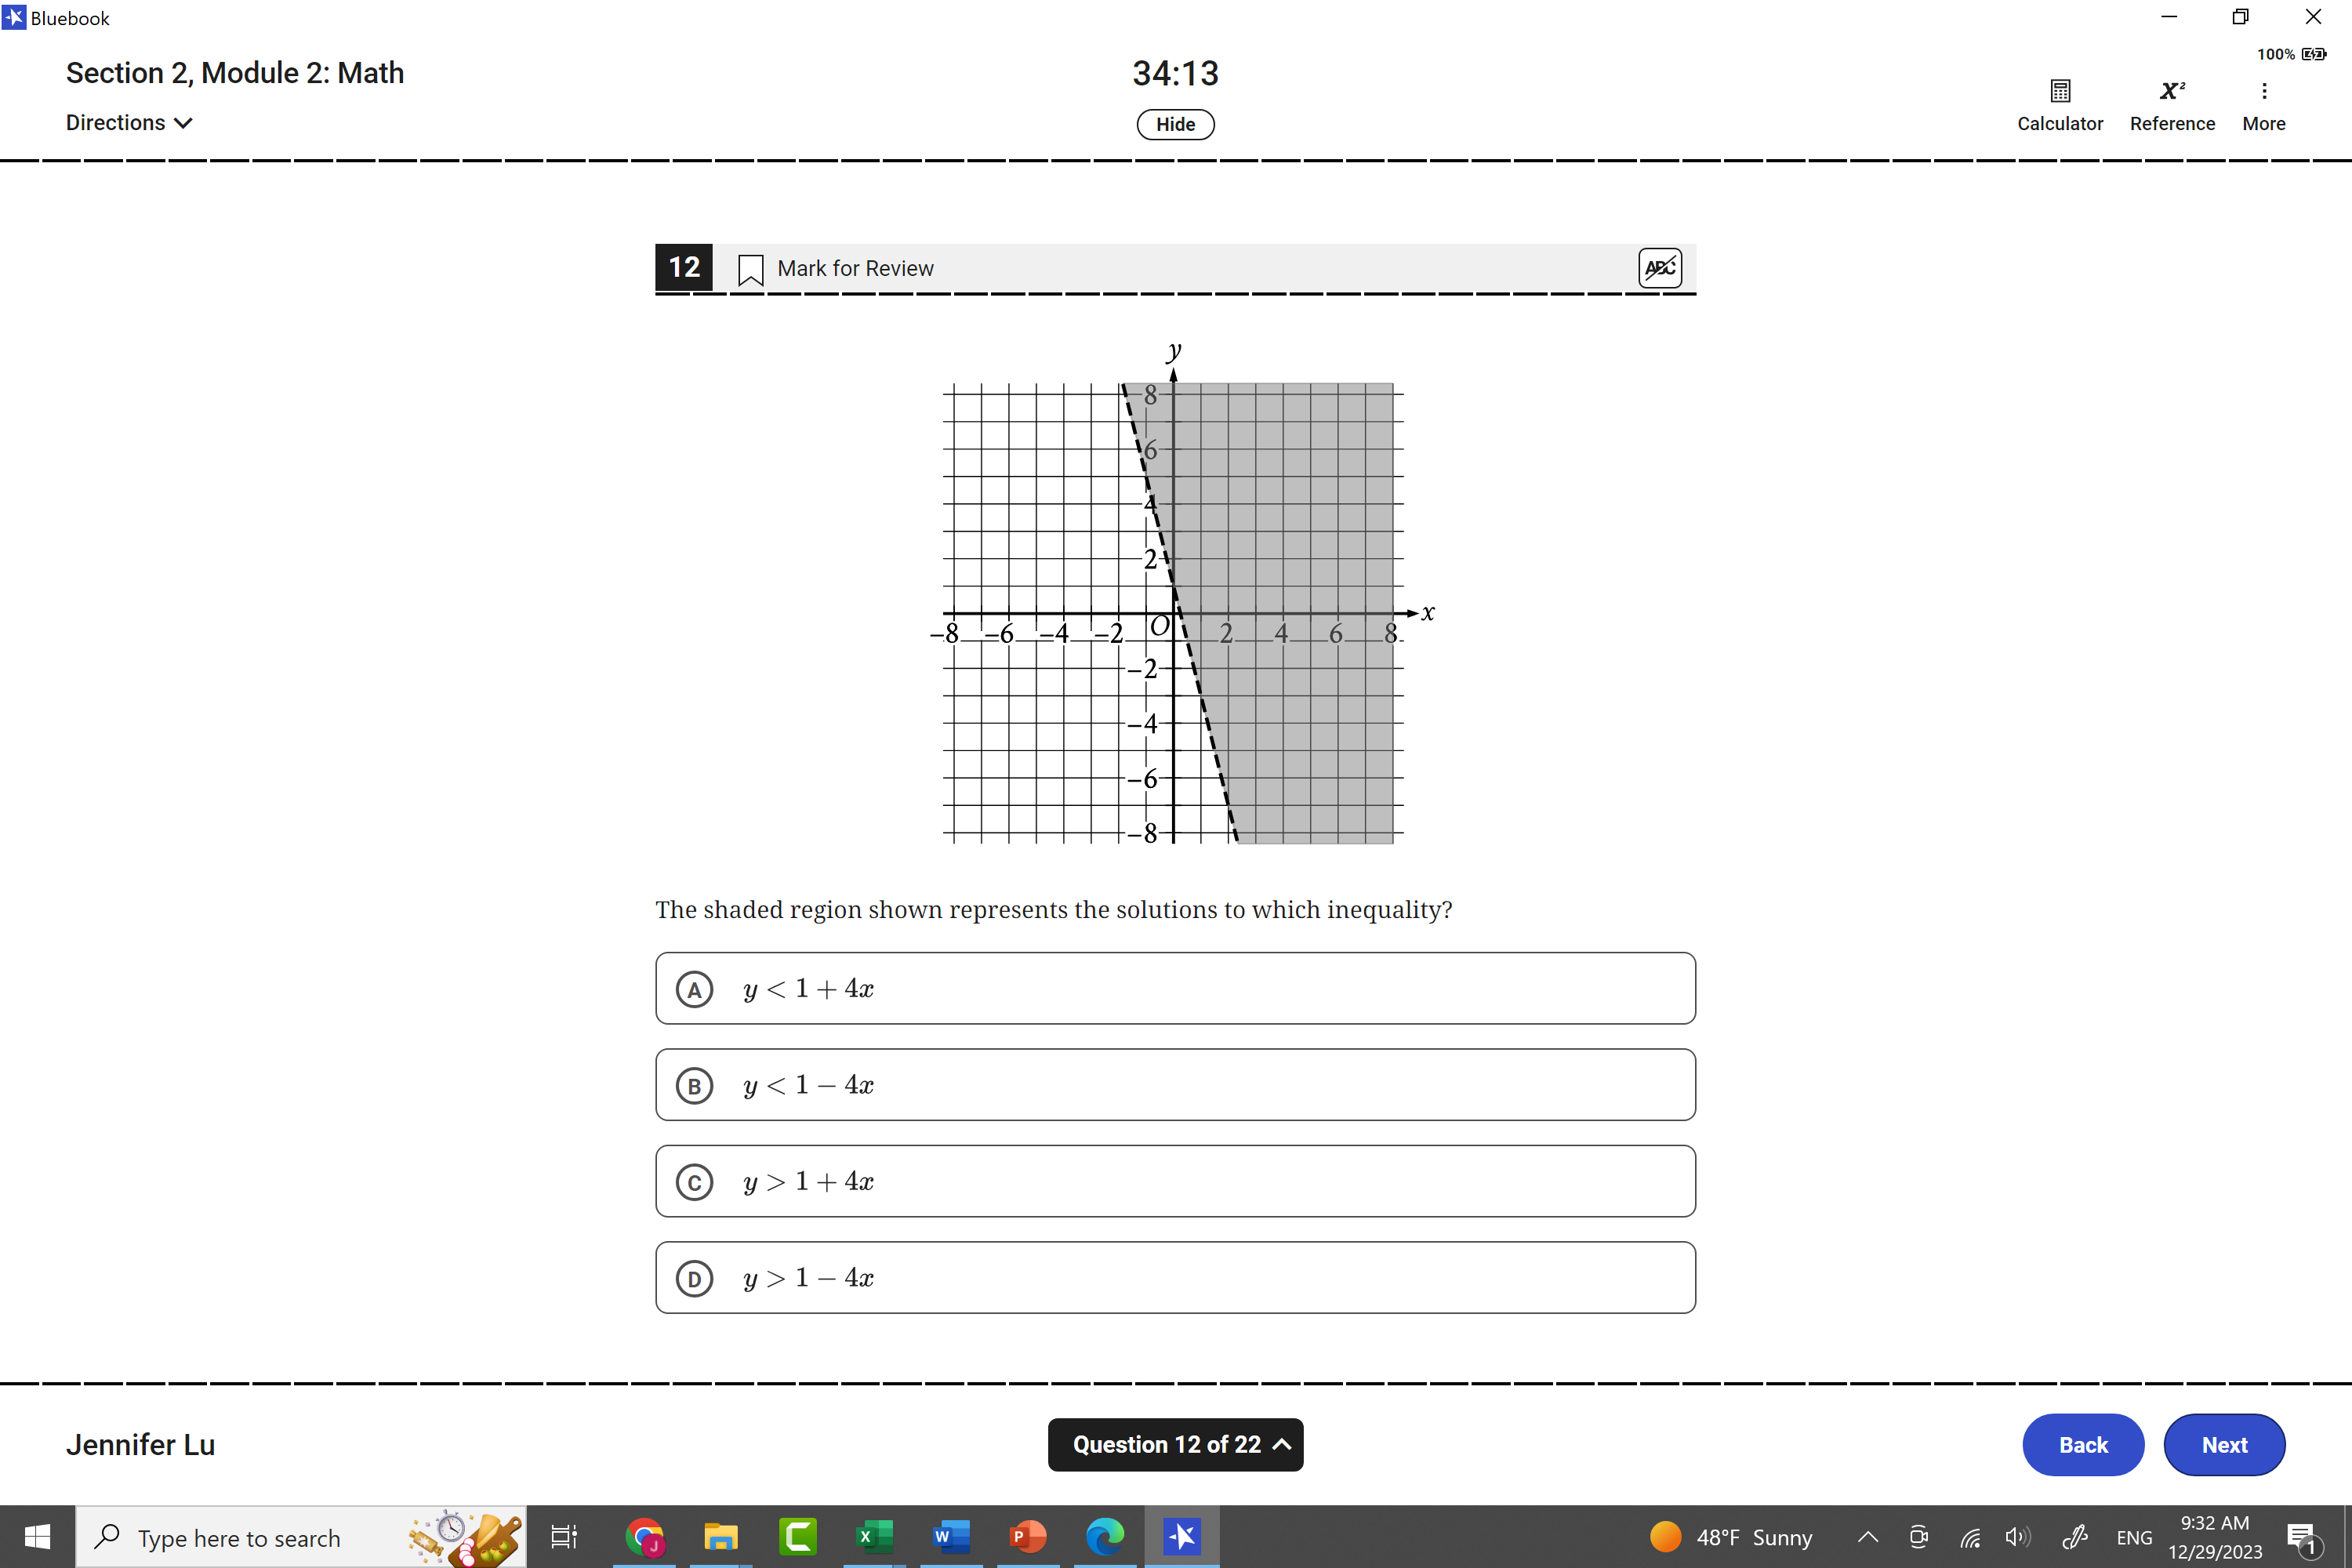 Bluebook
100%
Section 2, Module 2: Math
34:13
Directions
Hide
Calculator Reference More
12 Mark for Review ABC
y
8
6
4
2
−8 −6 −4 −2 O 2 4 6 8 x
−2
−4
−6
−8
The shaded region shown represents the solutions to which inequality?
A y < 1 + 4x
B y < 1 − 4x
C y > 1 + 4x
D y > 1 − 4x
Jennifer Lu
Question 12 of 22
Back Next
Type here to search
48°F Sunny
ENG
9:32 AM
12/29/2023
1